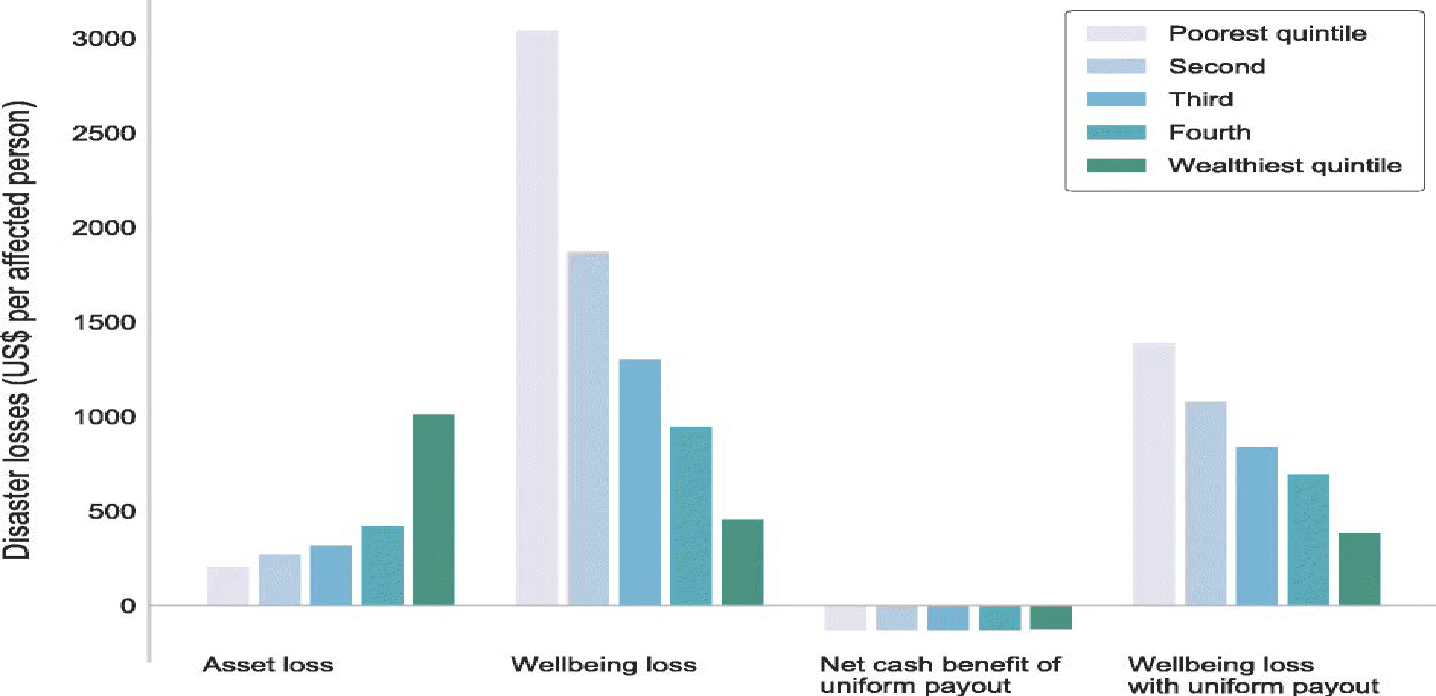 Disaster losses (US$ per affected person)
3000
2500
2000
1500
1000
500
0
Poorest quintile
Second
Third
Fourth
Wealthiest quintile
Asset loss
Wellbeing loss
Net cash benefit of
uniform payout
Wellbeing loss
with uniform payout